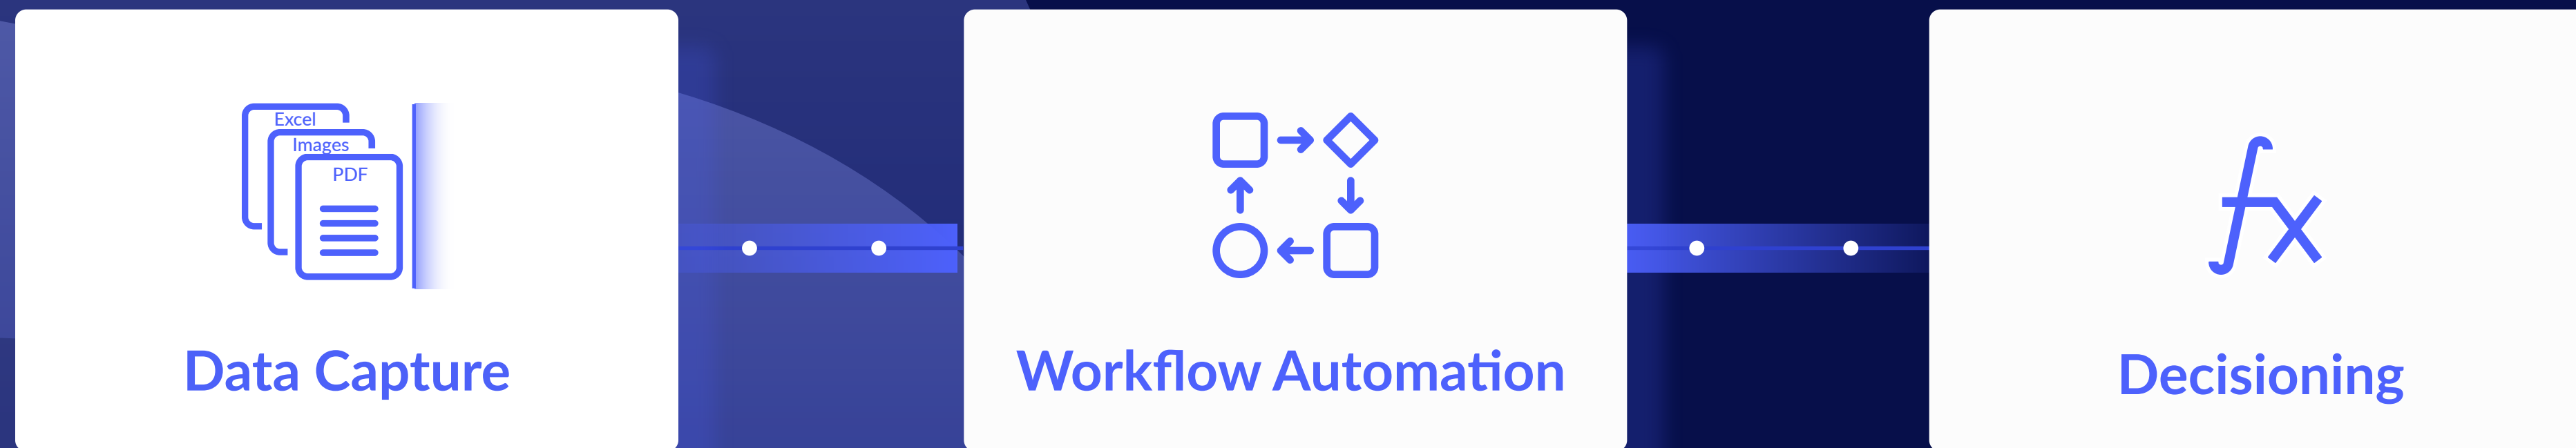 Excel
Images
PDF
Data Capture
Workflow Automation
fx
Decisioning